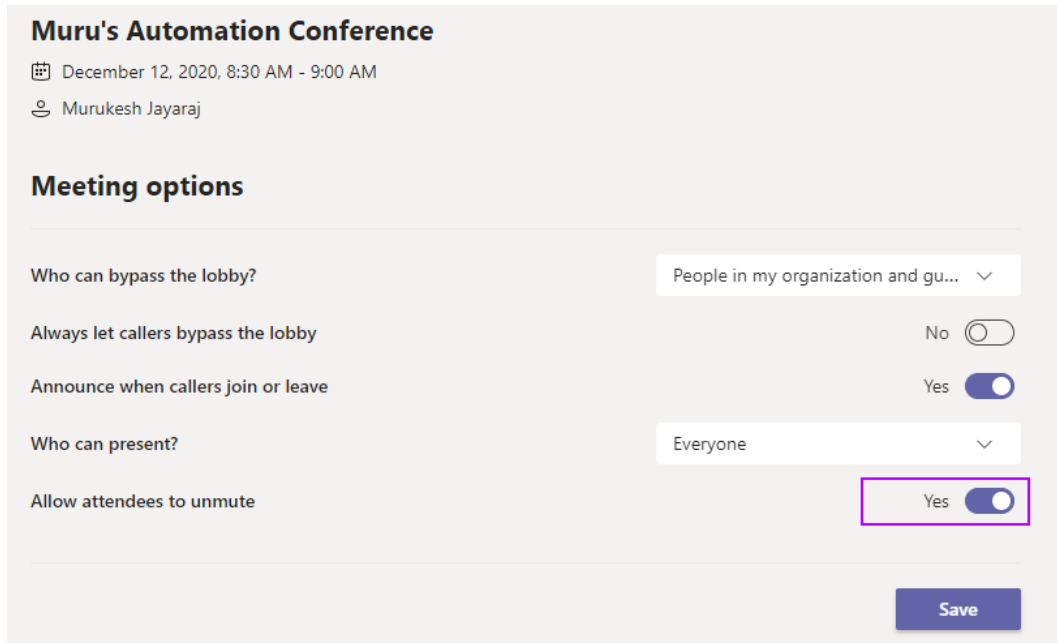 Muru's Automation Conference
December 12, 2020, 8:30 AM - 9:00 AM
Murukesh Jayaraj
Meeting options
Who can bypass the lobby? People in my organization and gu...
Always let callers bypass the lobby No
Announce when callers join or leave Yes
Who can present? Everyone
Allow attendees to unmute Yes
Save